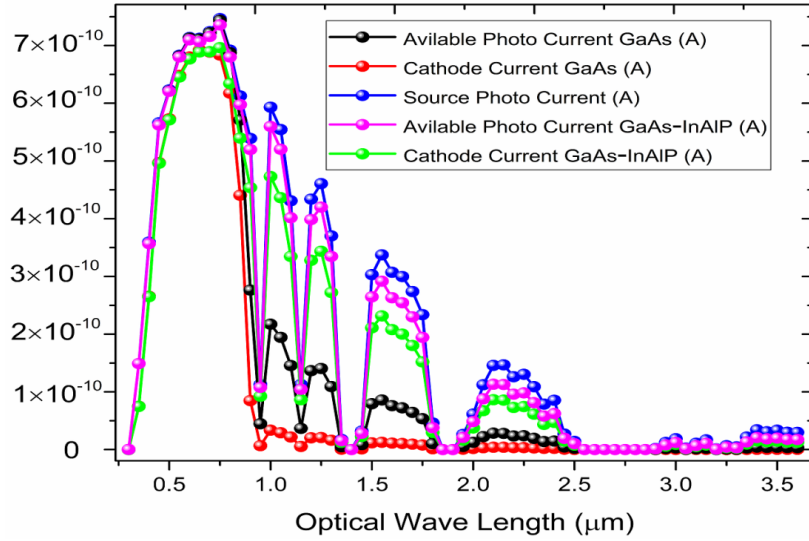 7×10⁻¹⁰
6×10⁻¹⁰
5×10⁻¹⁰
4×10⁻¹⁰
3×10⁻¹⁰
2×10⁻¹⁰
1×10⁻¹⁰
0
Avilable Photo Current GaAs (A)
Cathode Current GaAs (A)
Source Photo Current (A)
Avilable Photo Current GaAs-InAlP (A)
Cathode Current GaAs-InAlP (A)
0.5 1.0 1.5 2.0 2.5 3.0 3.5
Optical Wave Length (μm)